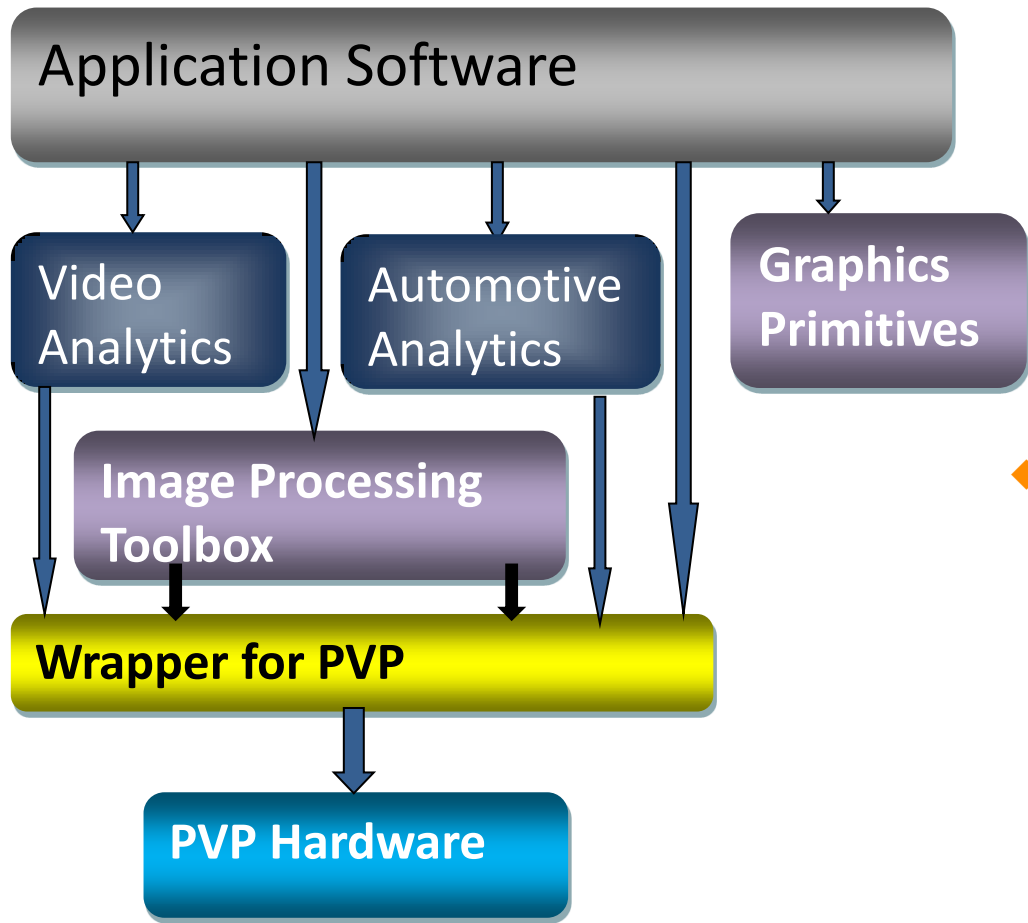 Application Software
Video
Analytics
Automotive
Analytics
Graphics
Primitives
Image Processing
Toolbox
Wrapper for PVP
PVP Hardware